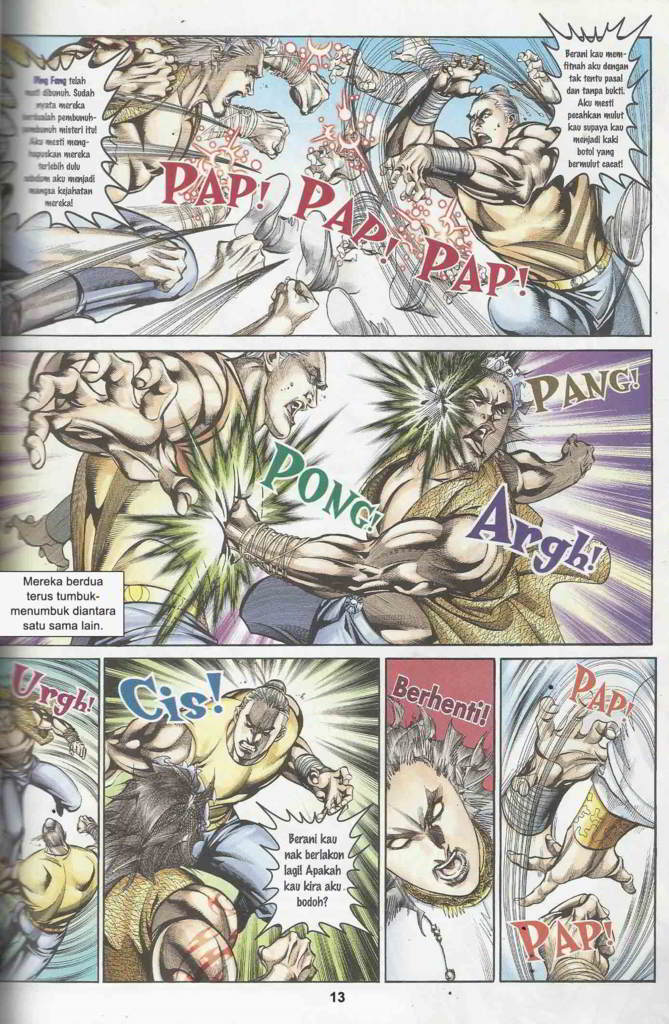 Ming Fang telah
mati dibunuh. Sudah
nyata mereka
berdualah pembunuh-
pembunuh misteri itu!
Aku mesti meng-
hapuskan mereka
terlebih dulu
sebelum aku menjadi
mangsa kejahatan
mereka!
Berani kau mem-
fitnah aku dengan
tak tentu pasal
dan tanpa bukti.
Aku mesti
pecahkan mulut
kau supaya kau
menjadi kaki
botol yang
bermulut cacat!
PAP!
PAP!
PAP!
PANG!
PONG!
Argh!
Mereka berdua
terus tumbuk-
menumbuk diantara
satu sama lain.
Urgh!
Cis!
Berani kau
nak berlakon
lagi! Apakah
kau kira aku
bodoh?
Berhenti!
PAP!
PAP!
13